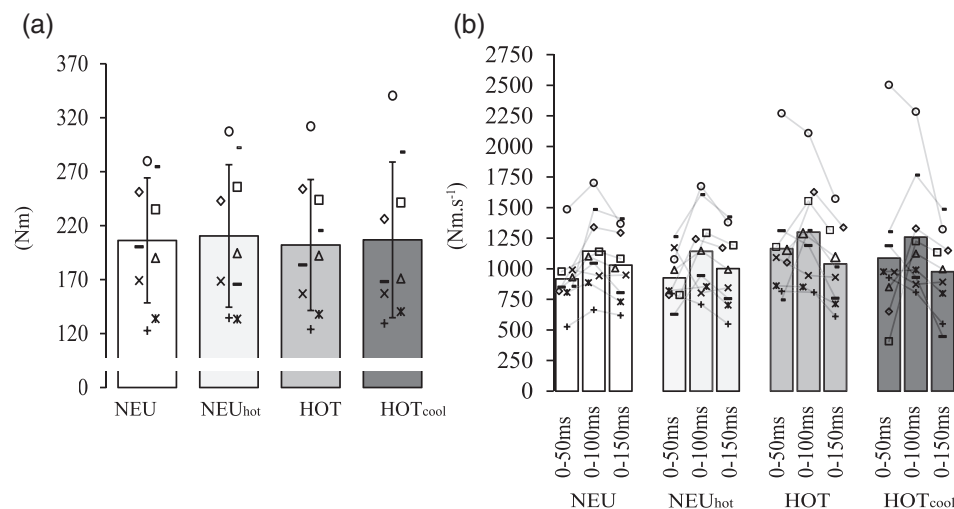 (a)
(b)
(Nm)
370
320
270
220
170
120
0
NEU
NEUhot
HOT
HOTcool
(Nm.s-1)
2750
2500
2250
2000
1750
1500
1250
1000
750
500
250
0
0-50ms
0-100ms
0-150ms
0-50ms
0-100ms
0-150ms
0-50ms
0-100ms
0-150ms
0-50ms
0-100ms
0-150ms
NEU
NEUhot
HOT
HOTcool